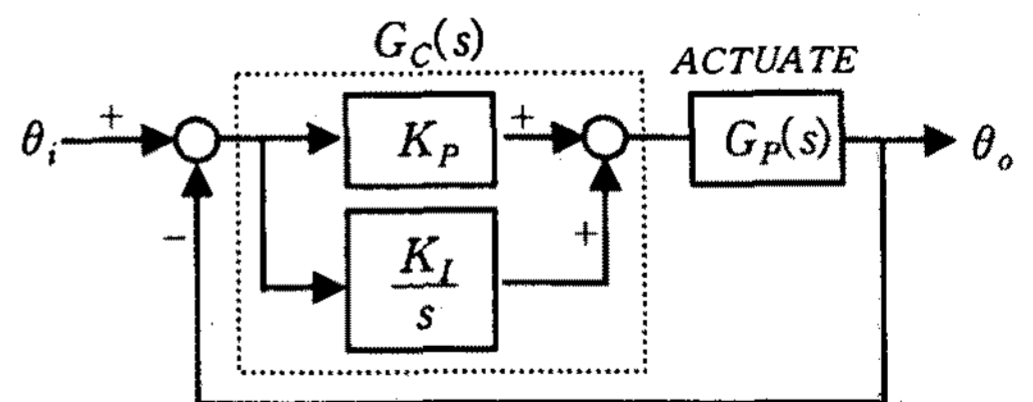 G_C(s)
ACTUATE
θ_i
+
K_P
+
G_P(s)
θ_o
−
K_I
s
+